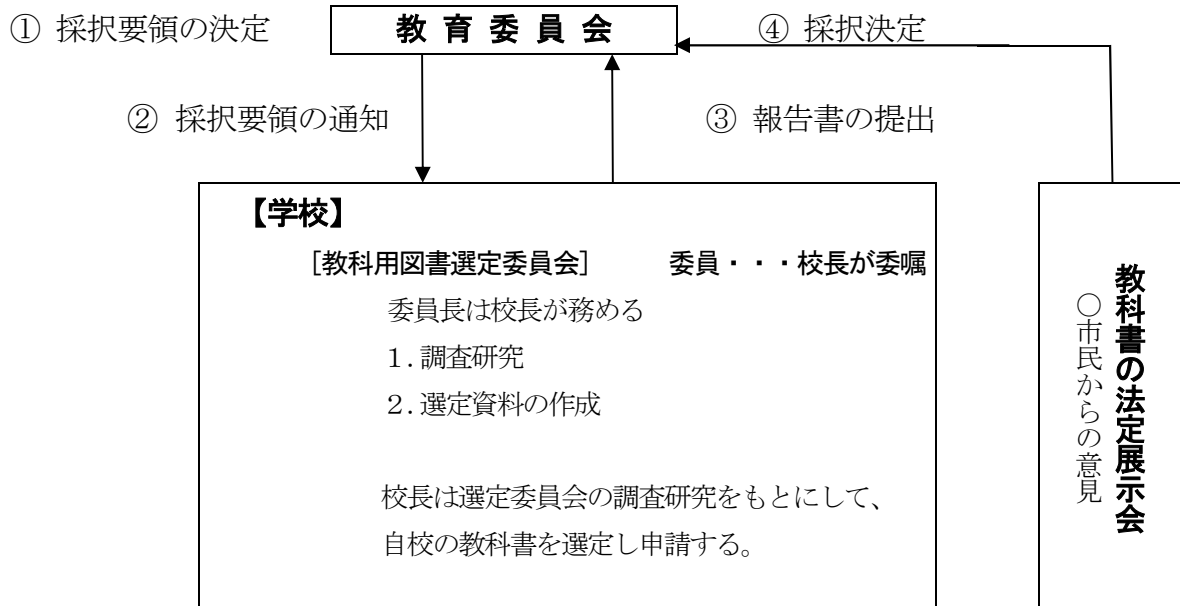 ① 採択要領の決定
教 育 委 員 会
④ 採択決定
② 採択要領の通知
③ 報告書の提出
【学校】
[教科用図書選定委員会] 委員・・・校長が委嘱
委員長は校長が務める
1.調査研究
2.選定資料の作成
校長は選定委員会の調査研究をもとにして、
自校の教科書を選定し申請する。
教科書の法定展示会
○市民からの意見